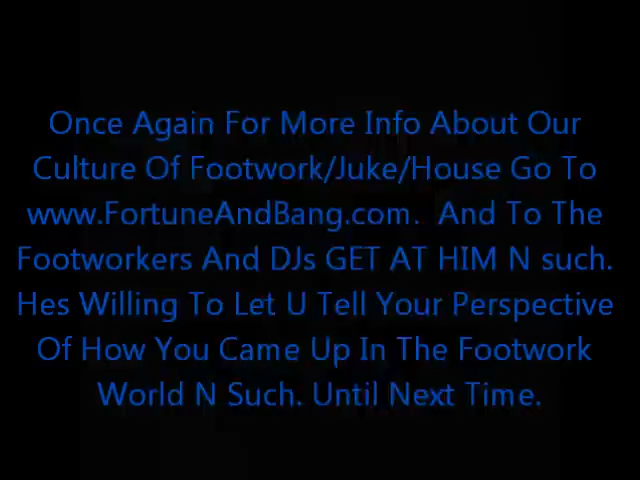 Once Again For More Info About Our
Culture Of Footwork/Juke/House Go To
www.FortuneAndBang.com.  And To The
Footworkers And DJs GET AT HIM N such.
Hes Willing To Let U Tell Your Perspective
Of How You Came Up In The Footwork
World N Such. Until Next Time.